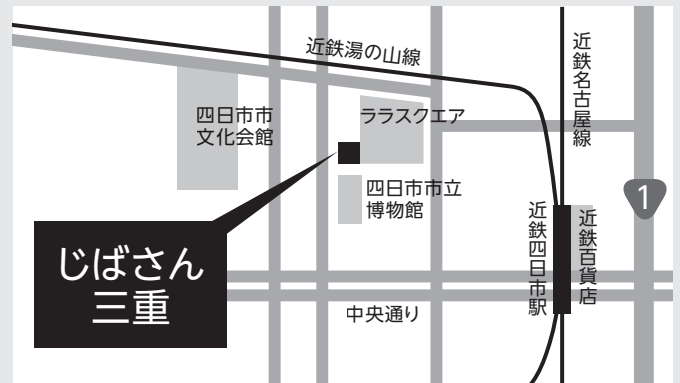 近鉄湯の山線
近鉄名古屋線
四日市市
文化会館
ララスクエア
四日市市立
博物館
1
近鉄四日市駅
近鉄百貨店
じばさん
三重
中央通り